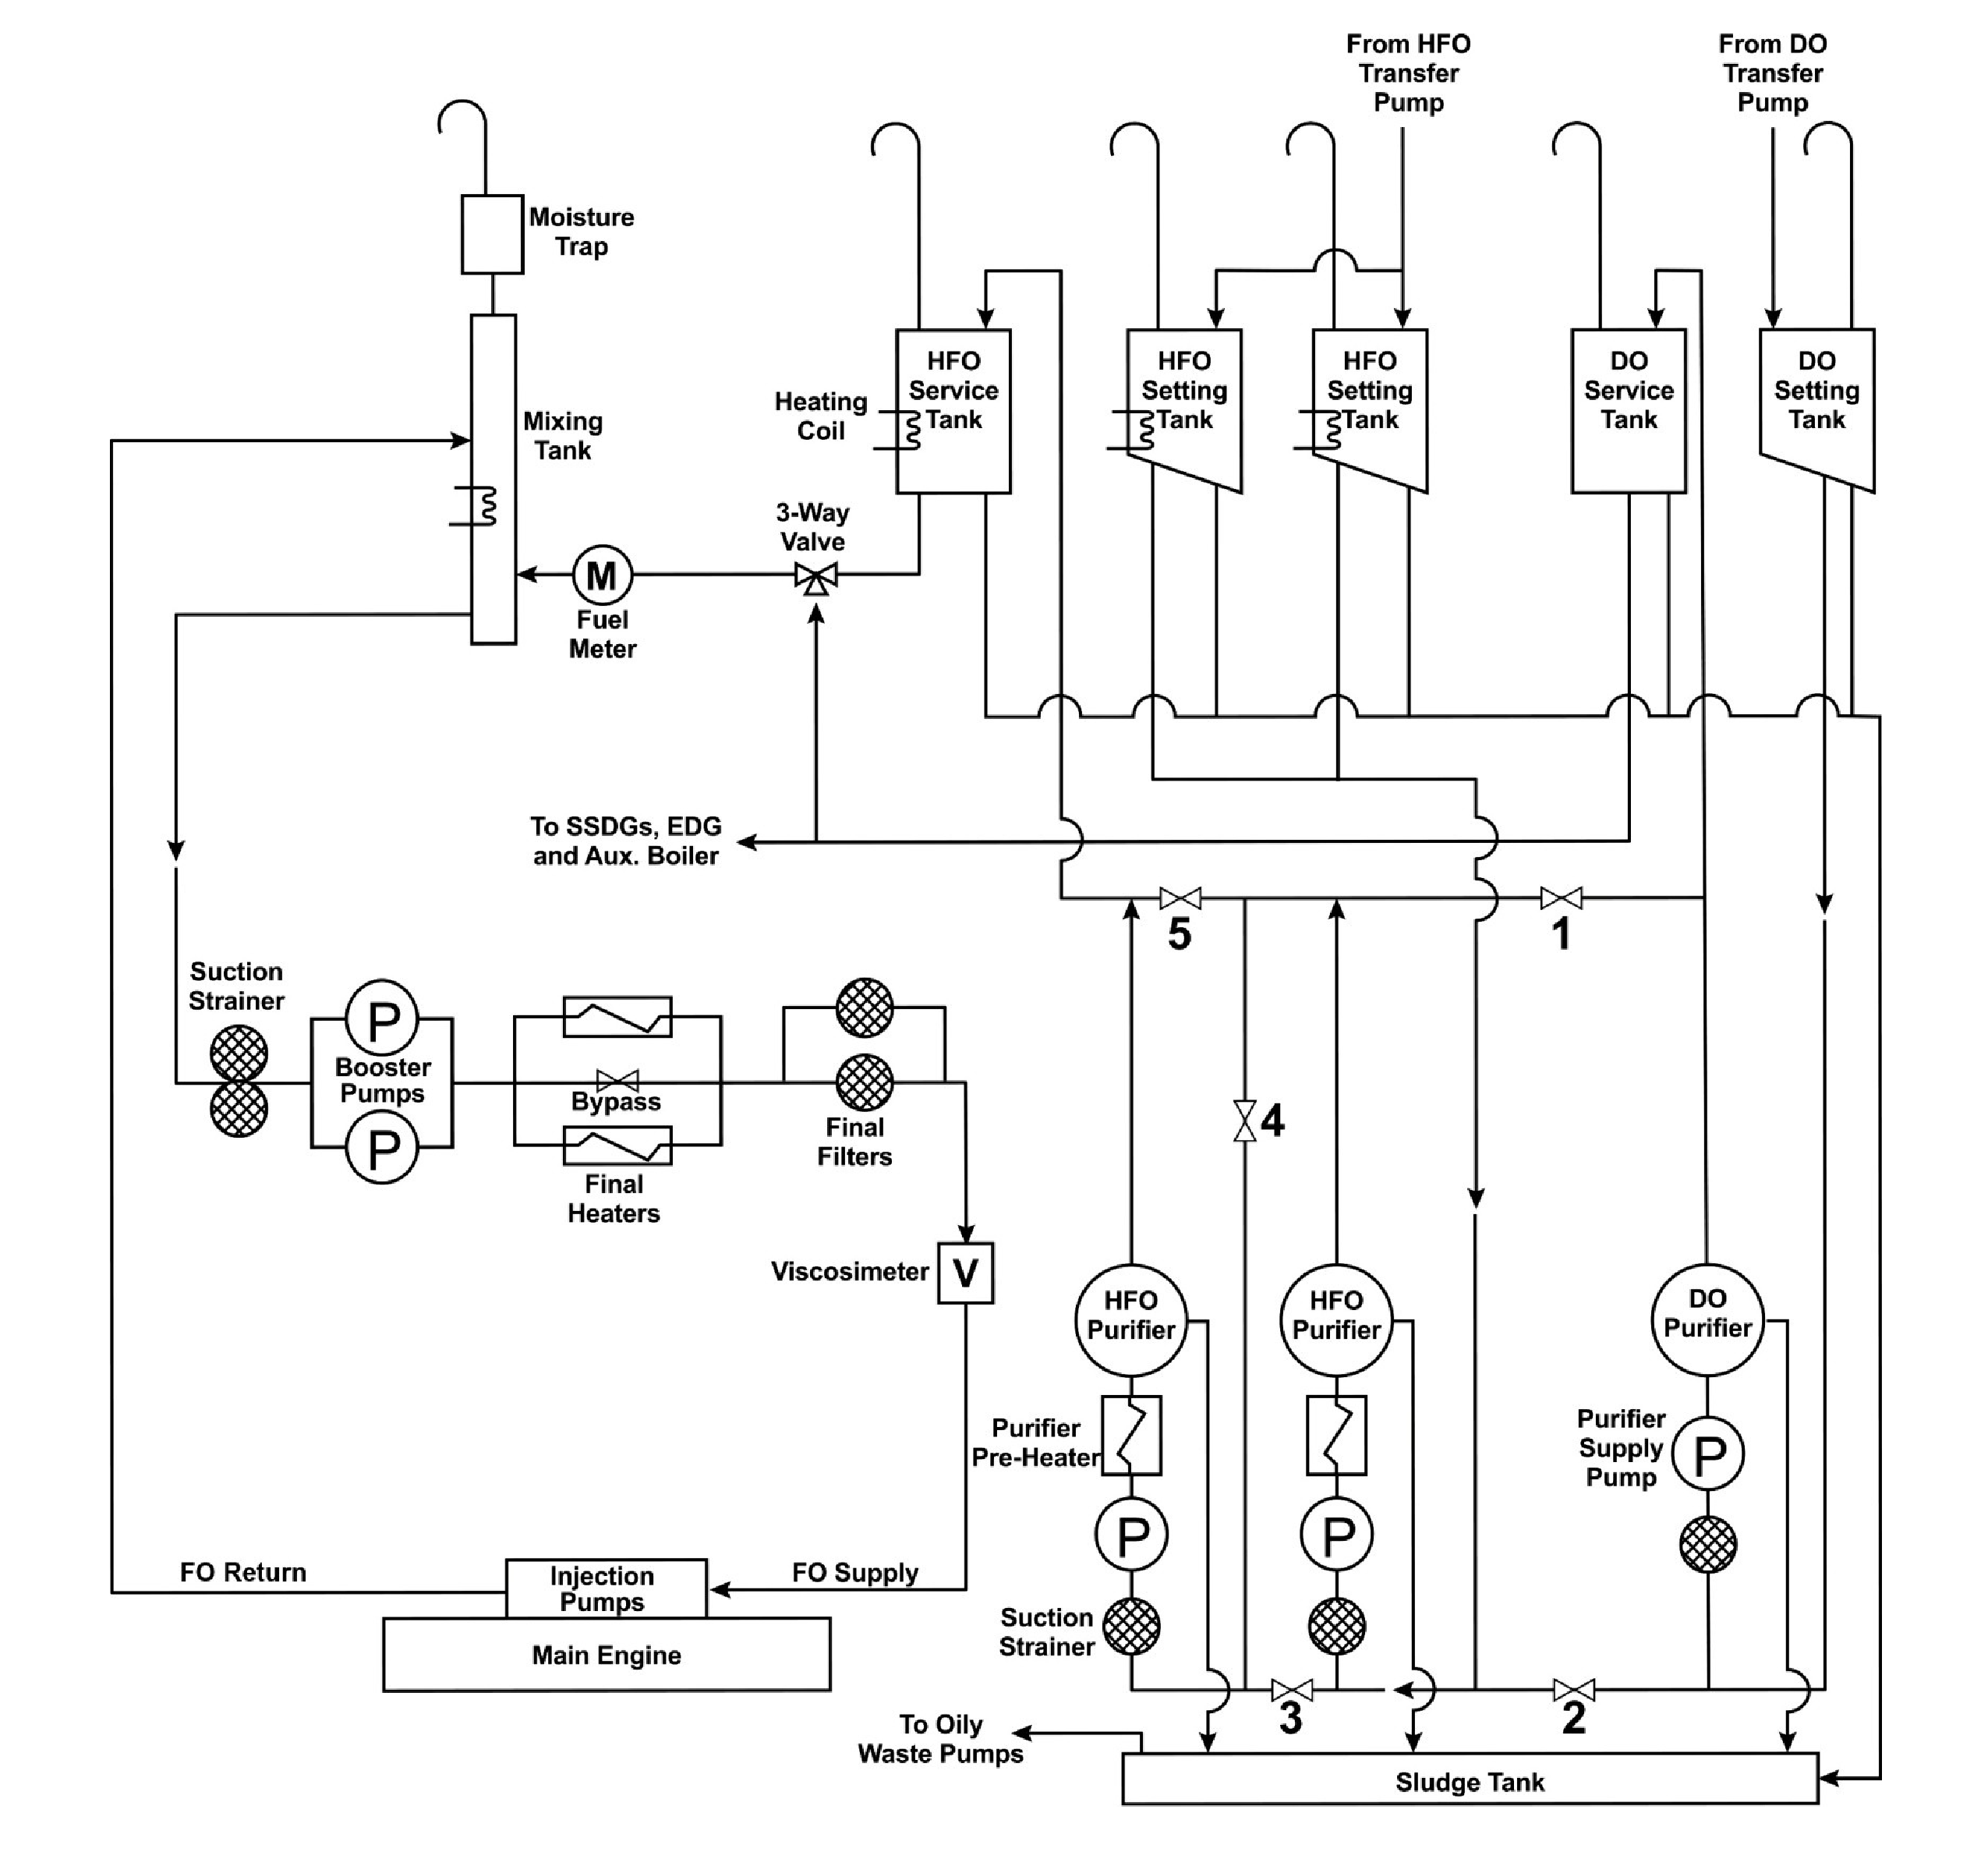 From HFO
Transfer
Pump
From DO
Transfer
Pump
Moisture
Trap
Mixing
Tank
Heating
Coil
HFO
Service
Tank
HFO
Setting
Tank
HFO
Setting
Tank
DO
Service
Tank
DO
Setting
Tank
3-Way
Valve
M
Fuel
Meter
To SSDGs, EDG
and Aux. Boiler
5
1
Suction
Strainer
P
Booster
Pumps
P
Bypass
Final
Heaters
Final
Filters
4
Viscosimeter
V
HFO
Purifier
HFO
Purifier
DO
Purifier
Purifier
Pre-Heater
Purifier
Supply
Pump
P
P
P
Suction
Strainer
FO Return
Injection
Pumps
FO Supply
Main Engine
3
2
To Oily
Waste Pumps
Sludge Tank